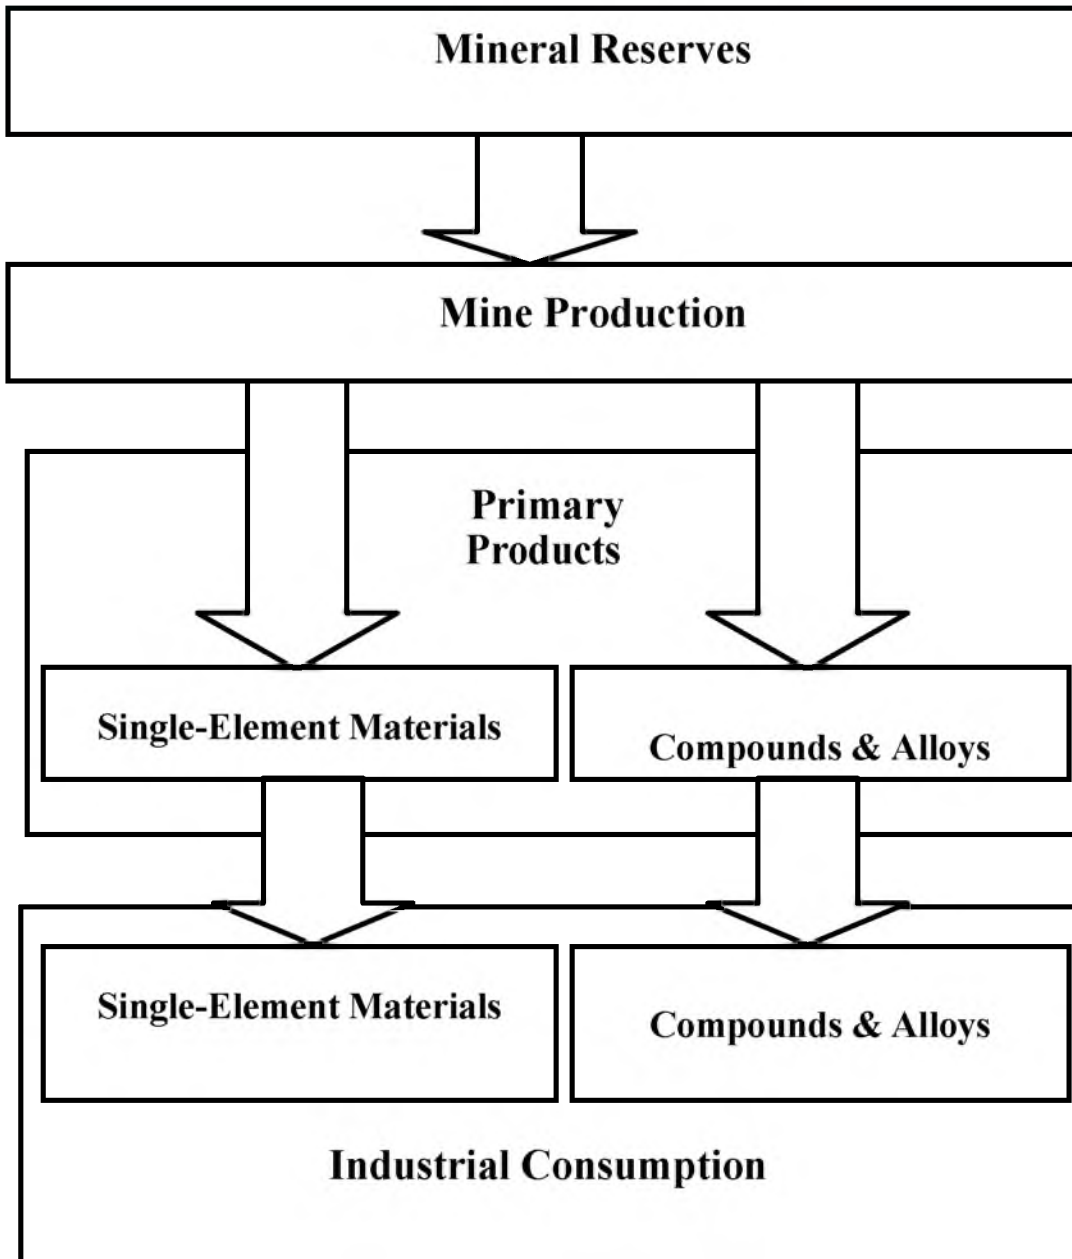 Mineral Reserves
Mine Production
Primary
Products
Single-Element Materials
Compounds & Alloys
Single-Element Materials
Compounds & Alloys
Industrial Consumption